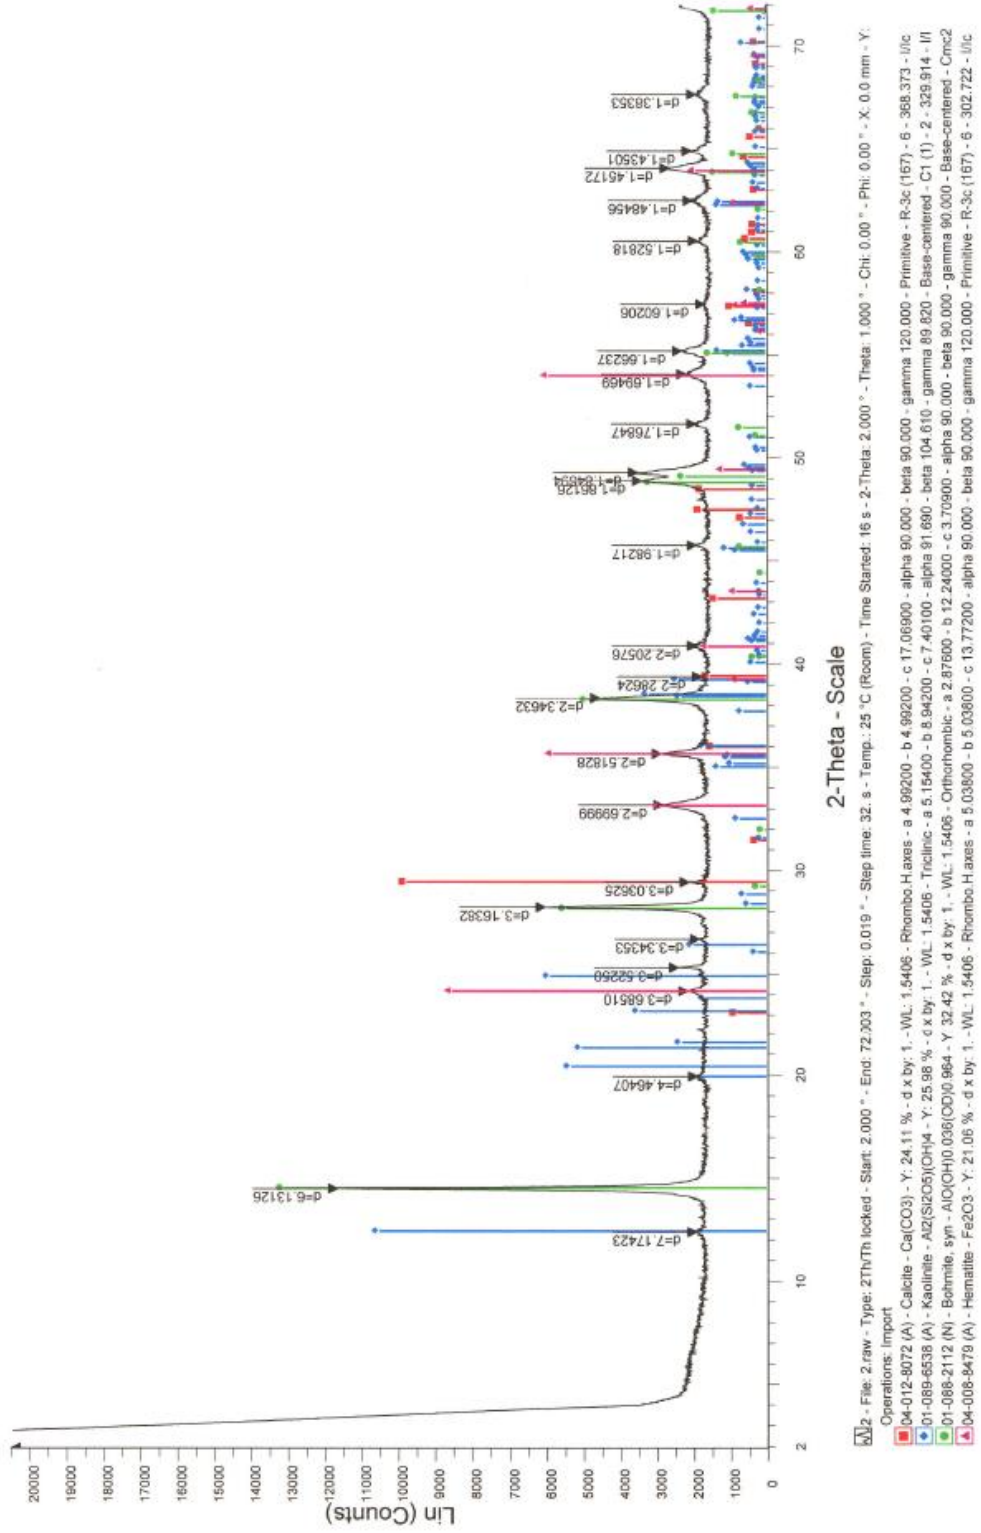 Lin (Counts)
20000
19000
18000
17000
16000
15000
14000
13000
12000
11000
10000
9000
8000
7000
6000
5000
4000
3000
2000
1000
0
d=7.17423
d=6.13126
d=4.46407
d=3.68510
d=3.52250
d=3.34353
d=3.16382
d=3.03625
d=2.69999
d=2.51828
d=2.34632
d=2.28624
d=2.20576
d=1.98217
d=1.86126
d=1.84694
d=1.76847
d=1.69469
d=1.66237
d=1.60206
d=1.52818
d=1.48456
d=1.45172
d=1.43501
d=1.38353
2 10 20 30 40 50 60 70
2-Theta - Scale
2 - File: 2.raw - Type: 2Th/Th locked - Start: 2.000 ° - End: 72.003 ° - Step: 0.019 ° - Step time: 32. s - Temp.: 25 °C (Room) - Time Started: 16 s - 2-Theta: 2.000 ° - Theta: 1.000 ° - Chi: 0.00 ° - Phi: 0.00 ° - X: 0.0 mm - Y:
Operations: Import
04-012-8072 (A) - Calcite - Ca(CO3) - Y: 24.11 % - d x by: 1. - WL: 1.5406 - Rhombo.H.axes - a 4.99200 - b 4.99200 - c 17.06900 - alpha 90.000 - beta 90.000 - gamma 120.000 - Primitive - R-3c (167) - 6 - 368.373 - I/Ic
01-089-6538 (A) - Kaolinite - Al2(Si2O5)(OH)4 - Y: 25.98 % - d x by: 1. - WL: 1.5406 - Triclinic - a 5.15400 - b 8.94200 - c 7.40100 - alpha 91.690 - beta 104.610 - gamma 89.820 - Base-centered - C1 (1) - 2 - 329.914 - I/I
01-088-2112 (N) - Bohmite, syn - AlO(OH)0.036(OD)0.964 - Y 32.42 % - d x by: 1. - WL: 1.5406 - Orthorhombic - a 2.87600 - b 12.24000 - c 3.70900 - alpha 90.000 - beta 90.000 - gamma 90.000 - Base-centered - Cmc2
04-008-8479 (A) - Hematite - Fe2O3 - Y: 21.06 % - d x by: 1. - WL: 1.5406 - Rhombo.H.axes - a 5.03800 - b 5.03800 - c 13.77200 - alpha 90.000 - beta 90.000 - gamma 120.000 - Primitive - R-3c (167) - 6 - 302.722 - I/Ic